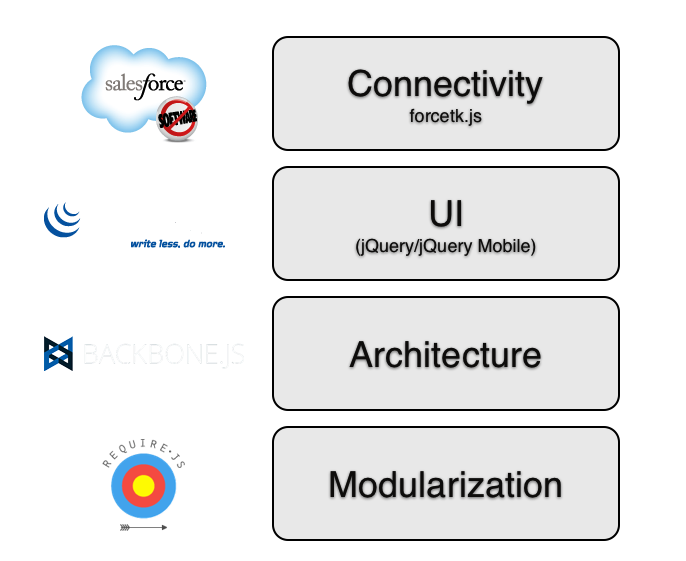 salesforce
SOFTWARE
Connectivity
forcetk.js
write less, do more.
UI
(jQuery/jQuery Mobile)
BACKBONE.JS
Architecture
REQUIRE·JS
Modularization